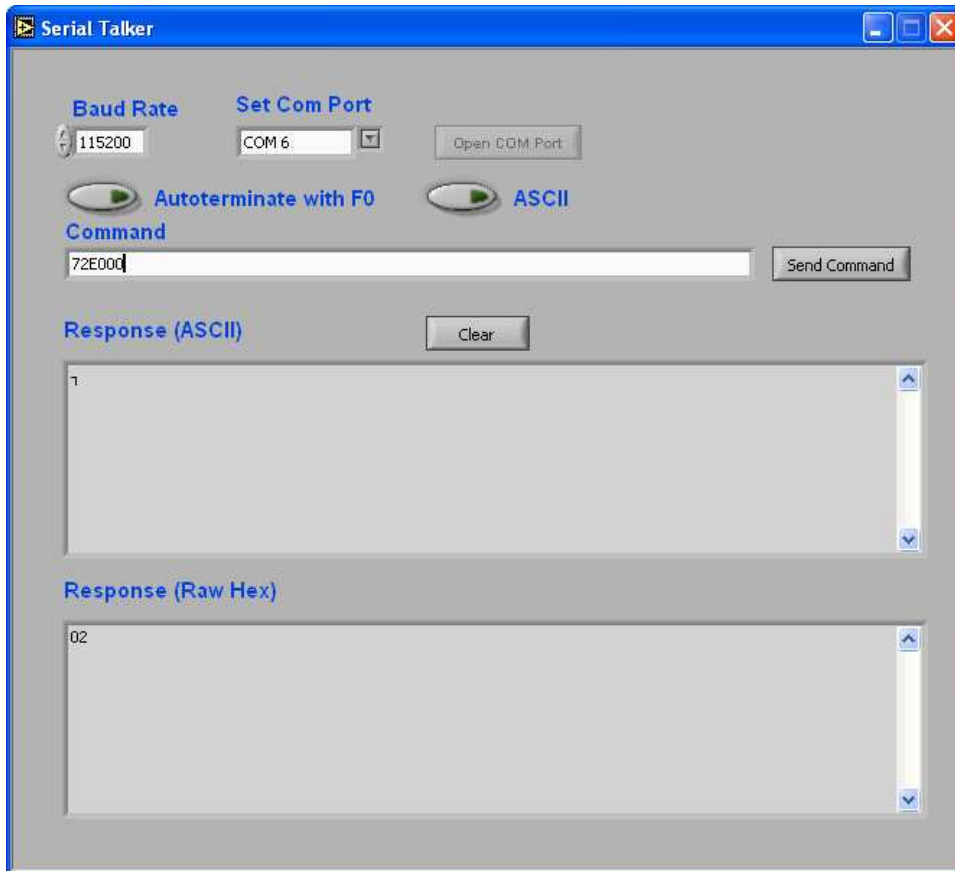 Serial Talker
Baud Rate
Set Com Port
115200
COM 6
Open COM Port
Autoterminate with F0
ASCII
Command
72E000
Send Command
Response (ASCII)
Clear
Response (Raw Hex)
02